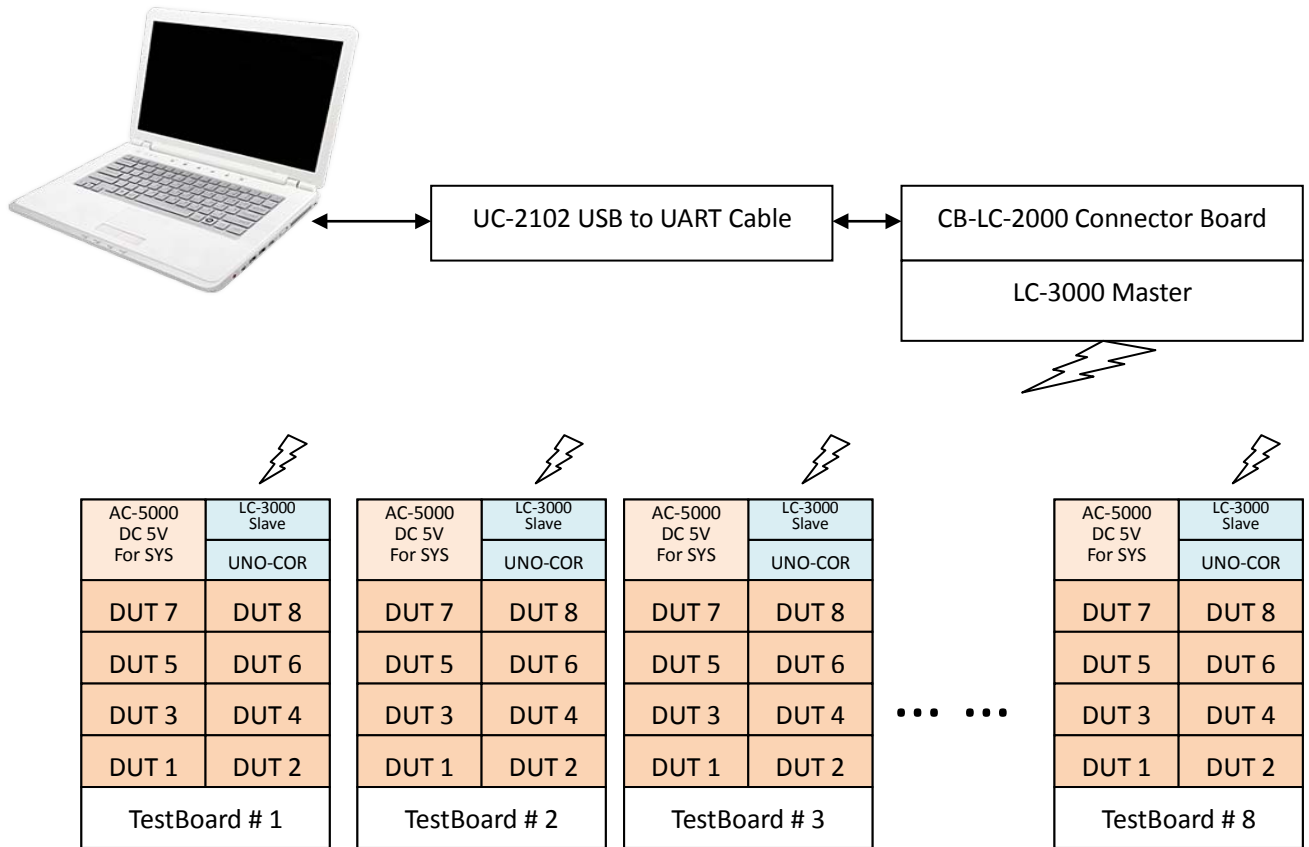 UC-2102 USB to UART Cable
CB-LC-2000 Connector Board
LC-3000 Master
AC-5000
DC 5V
For SYS
LC-3000
Slave
UNO-COR
DUT 7
DUT 8
DUT 5
DUT 6
DUT 3
DUT 4
DUT 1
DUT 2
TestBoard # 1
AC-5000
DC 5V
For SYS
LC-3000
Slave
UNO-COR
DUT 7
DUT 8
DUT 5
DUT 6
DUT 3
DUT 4
DUT 1
DUT 2
TestBoard # 2
AC-5000
DC 5V
For SYS
LC-3000
Slave
UNO-COR
DUT 7
DUT 8
DUT 5
DUT 6
DUT 3
DUT 4
DUT 1
DUT 2
TestBoard # 3
... ...
AC-5000
DC 5V
For SYS
LC-3000
Slave
UNO-COR
DUT 7
DUT 8
DUT 5
DUT 6
DUT 3
DUT 4
DUT 1
DUT 2
TestBoard # 8